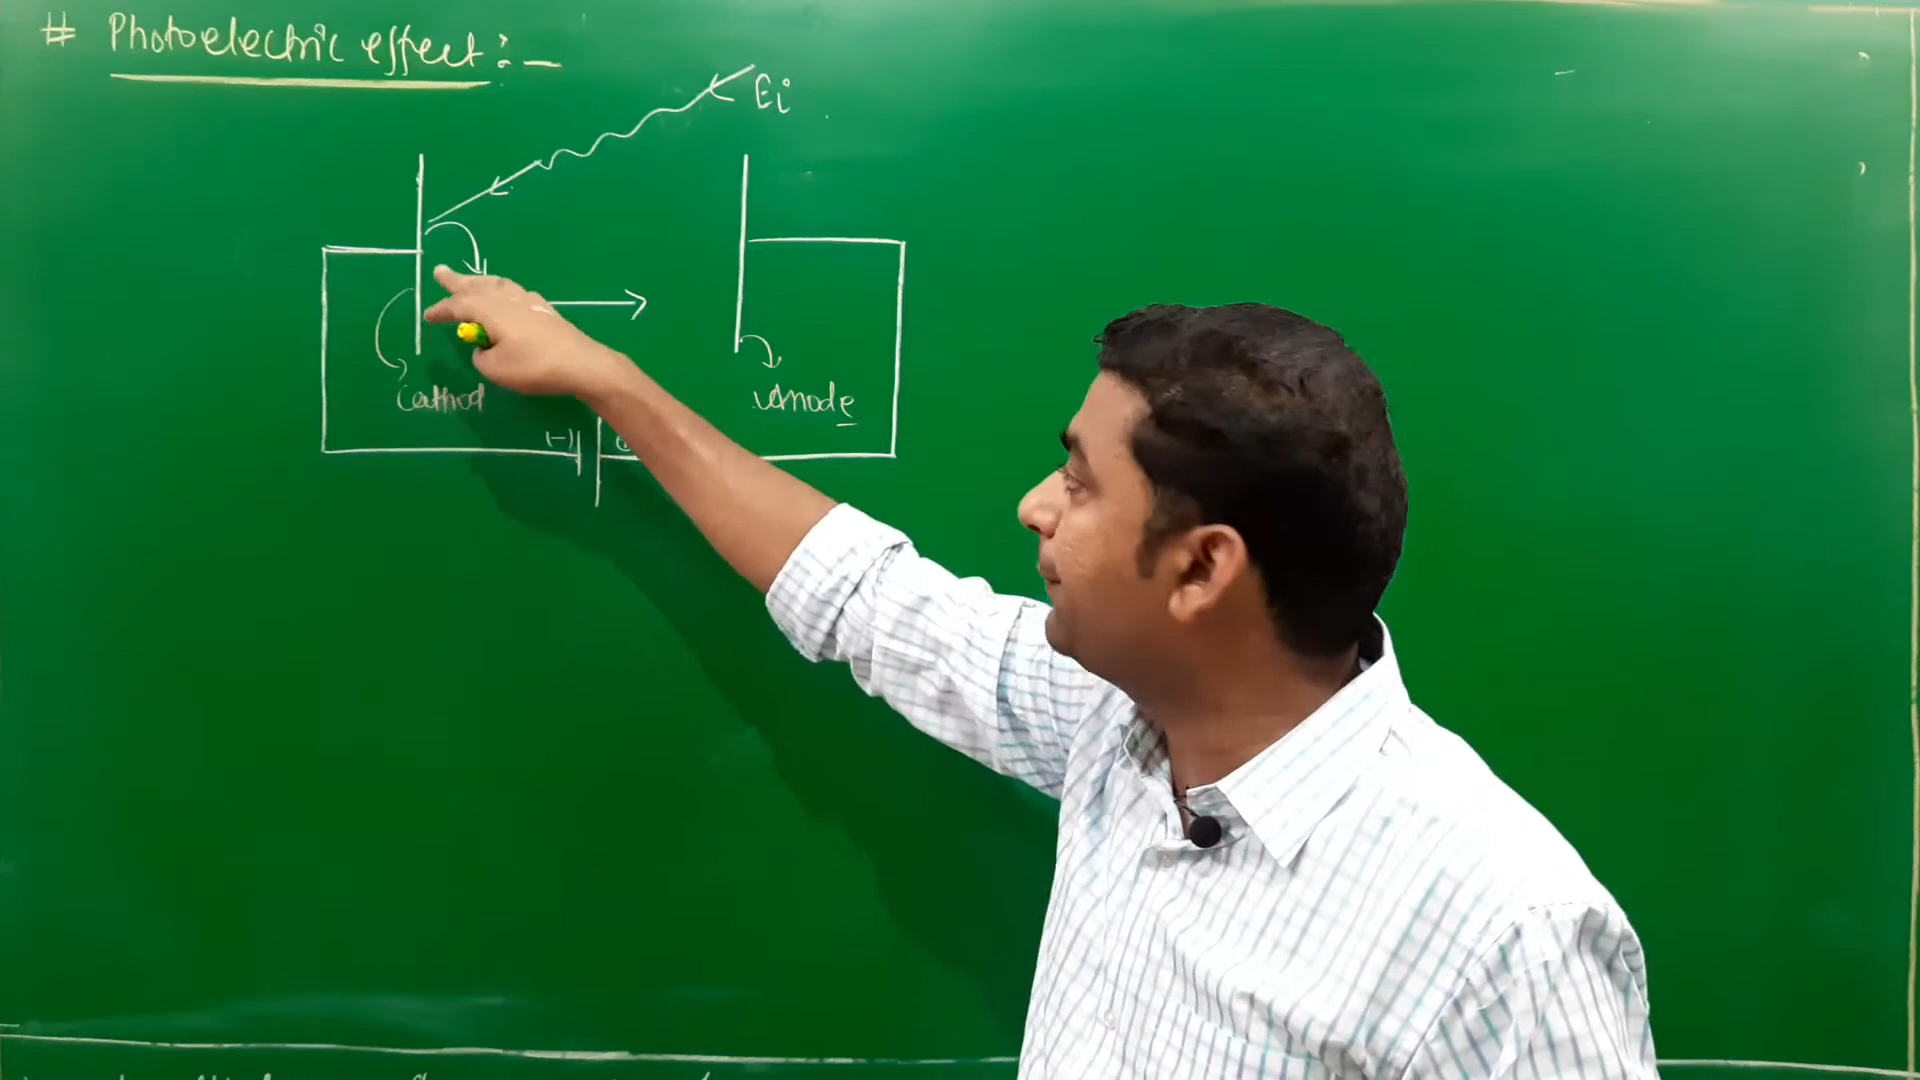 # Photoelectric effect :-
Ei
Cathod
Anode
(-)